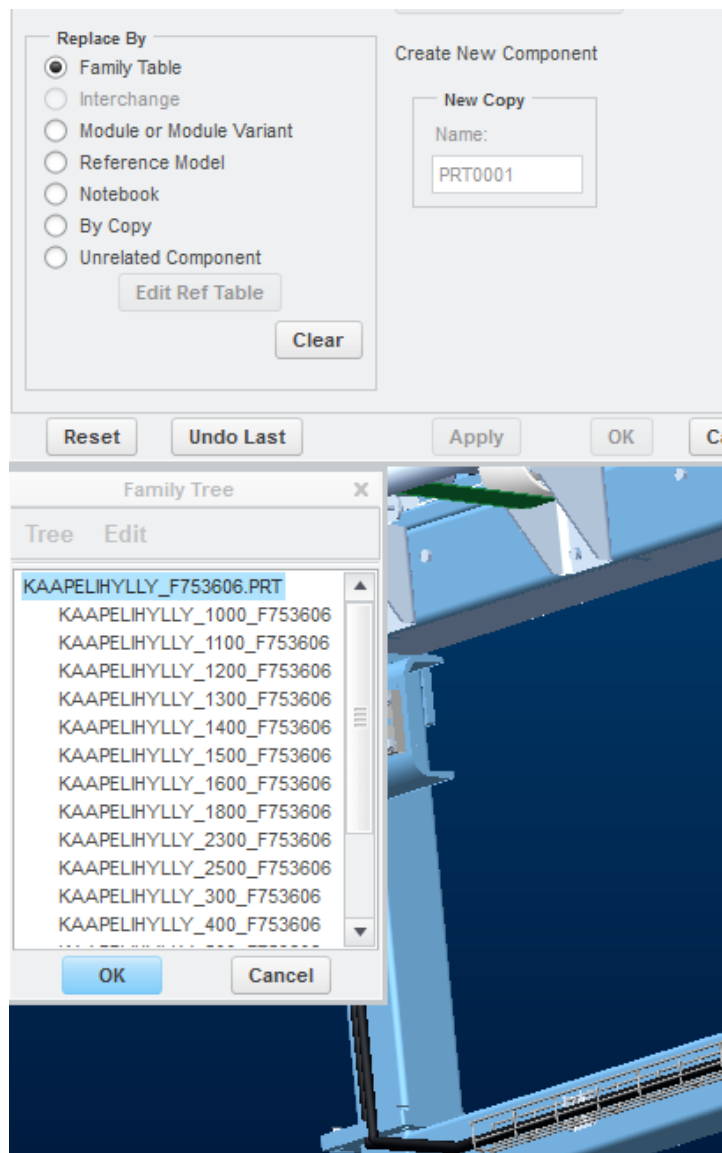 Replace By
Family Table
Interchange
Module or Module Variant
Reference Model
Notebook
By Copy
Unrelated Component
Edit Ref Table
Clear
Create New Component
New Copy
Name:
PRT0001
Reset Undo Last Apply OK
Family Tree X
Tree Edit
KAAPELIHYLLY_F753606.PRT
KAAPELIHYLLY_1000_F753606
KAAPELIHYLLY_1100_F753606
KAAPELIHYLLY_1200_F753606
KAAPELIHYLLY_1300_F753606
KAAPELIHYLLY_1400_F753606
KAAPELIHYLLY_1500_F753606
KAAPELIHYLLY_1600_F753606
KAAPELIHYLLY_1800_F753606
KAAPELIHYLLY_2300_F753606
KAAPELIHYLLY_2500_F753606
KAAPELIHYLLY_300_F753606
KAAPELIHYLLY_400_F753606
OK Cancel